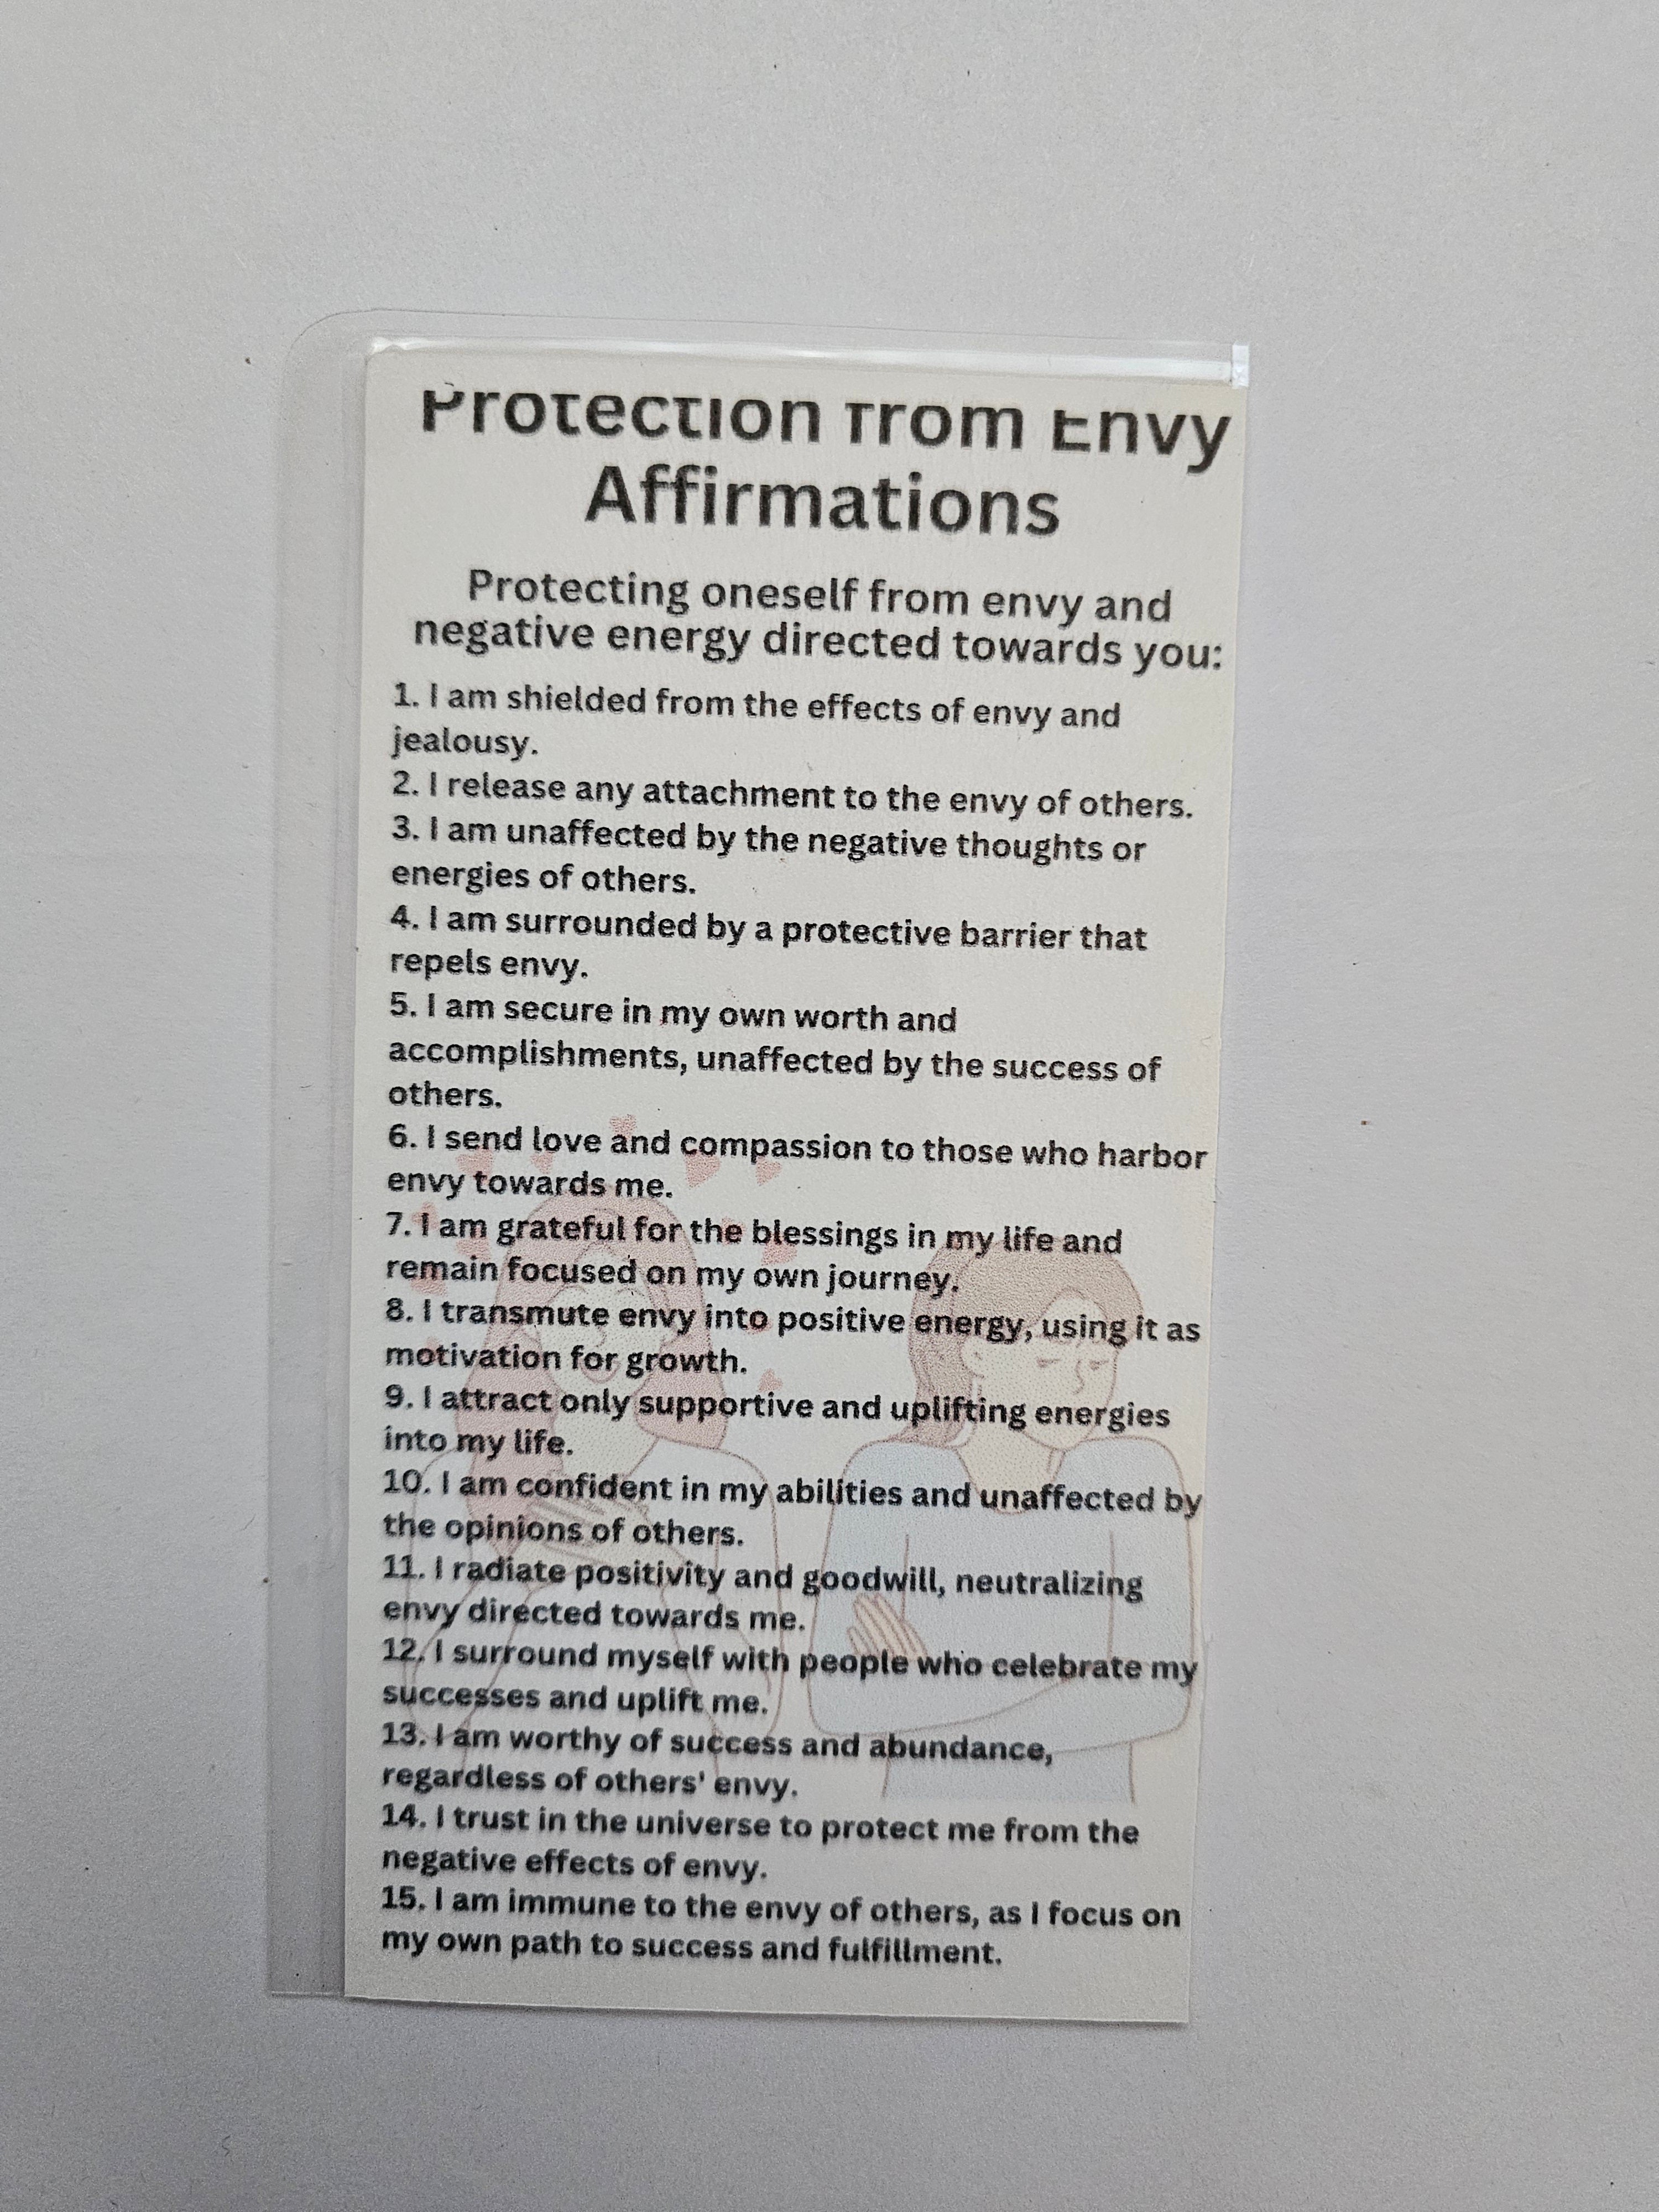 Protection from Envy
Affirmations
Protecting oneself from envy and
negative energy directed towards you:
1. I am shielded from the effects of envy and
jealousy.
2. I release any attachment to the envy of others.
3. I am unaffected by the negative thoughts or
energies of others.
4. I am surrounded by a protective barrier that
repels envy.
5. I am secure in my own worth and
accomplishments, unaffected by the success of
others.
6. I send love and compassion to those who harbor
envy towards me.
7. I am grateful for the blessings in my life and
remain focused on my own journey.
8. I transmute envy into positive energy, using it as
motivation for growth.
9. I attract only supportive and uplifting energies
into my life.
10. I am confident in my abilities and unaffected by
the opinions of others.
11. I radiate positivity and goodwill, neutralizing
envy directed towards me.
12. I surround myself with people who celebrate my
successes and uplift me.
13. I am worthy of success and abundance,
regardless of others' envy.
14. I trust in the universe to protect me from the
negative effects of envy.
15. I am immune to the envy of others, as I focus on
my own path to success and fulfillment.